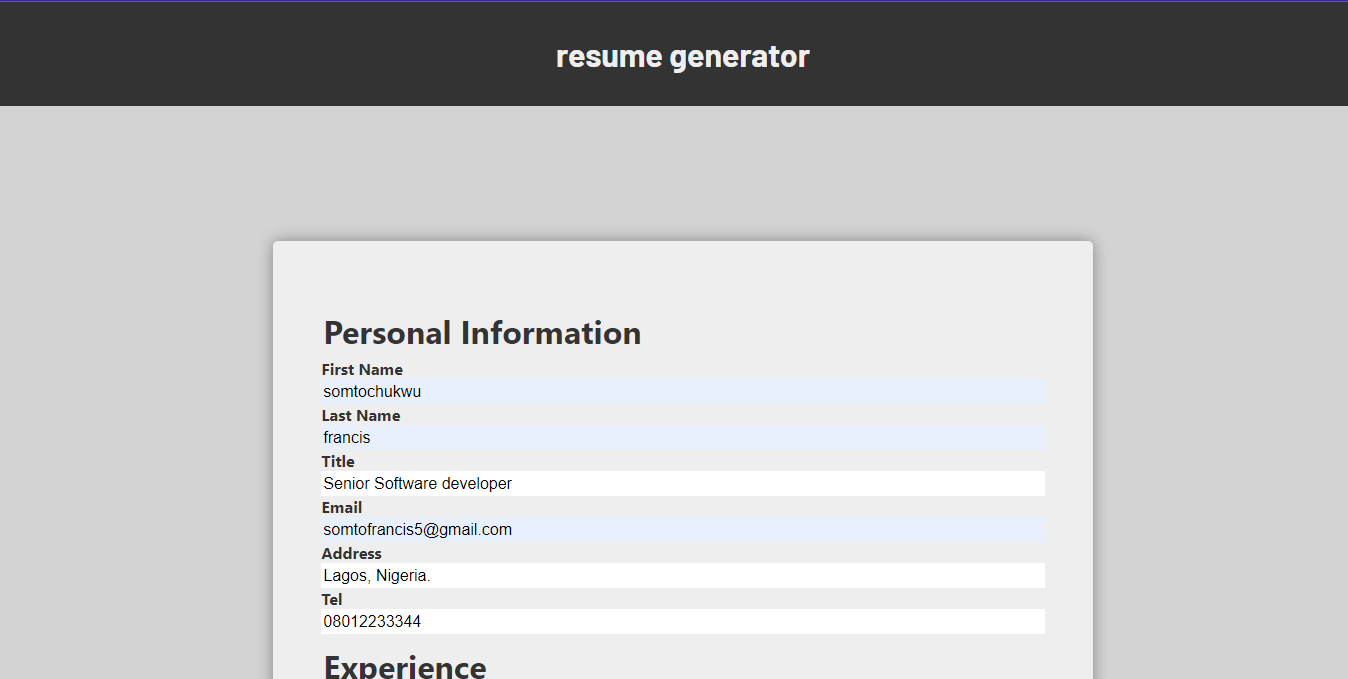 resume generator
Personal Information
First Name
somtochukwu
Last Name
francis
Title
Senior Software developer
Email
somtofrancis5@gmail.com
Address
Lagos, Nigeria.
Tel
08012233344
Experience